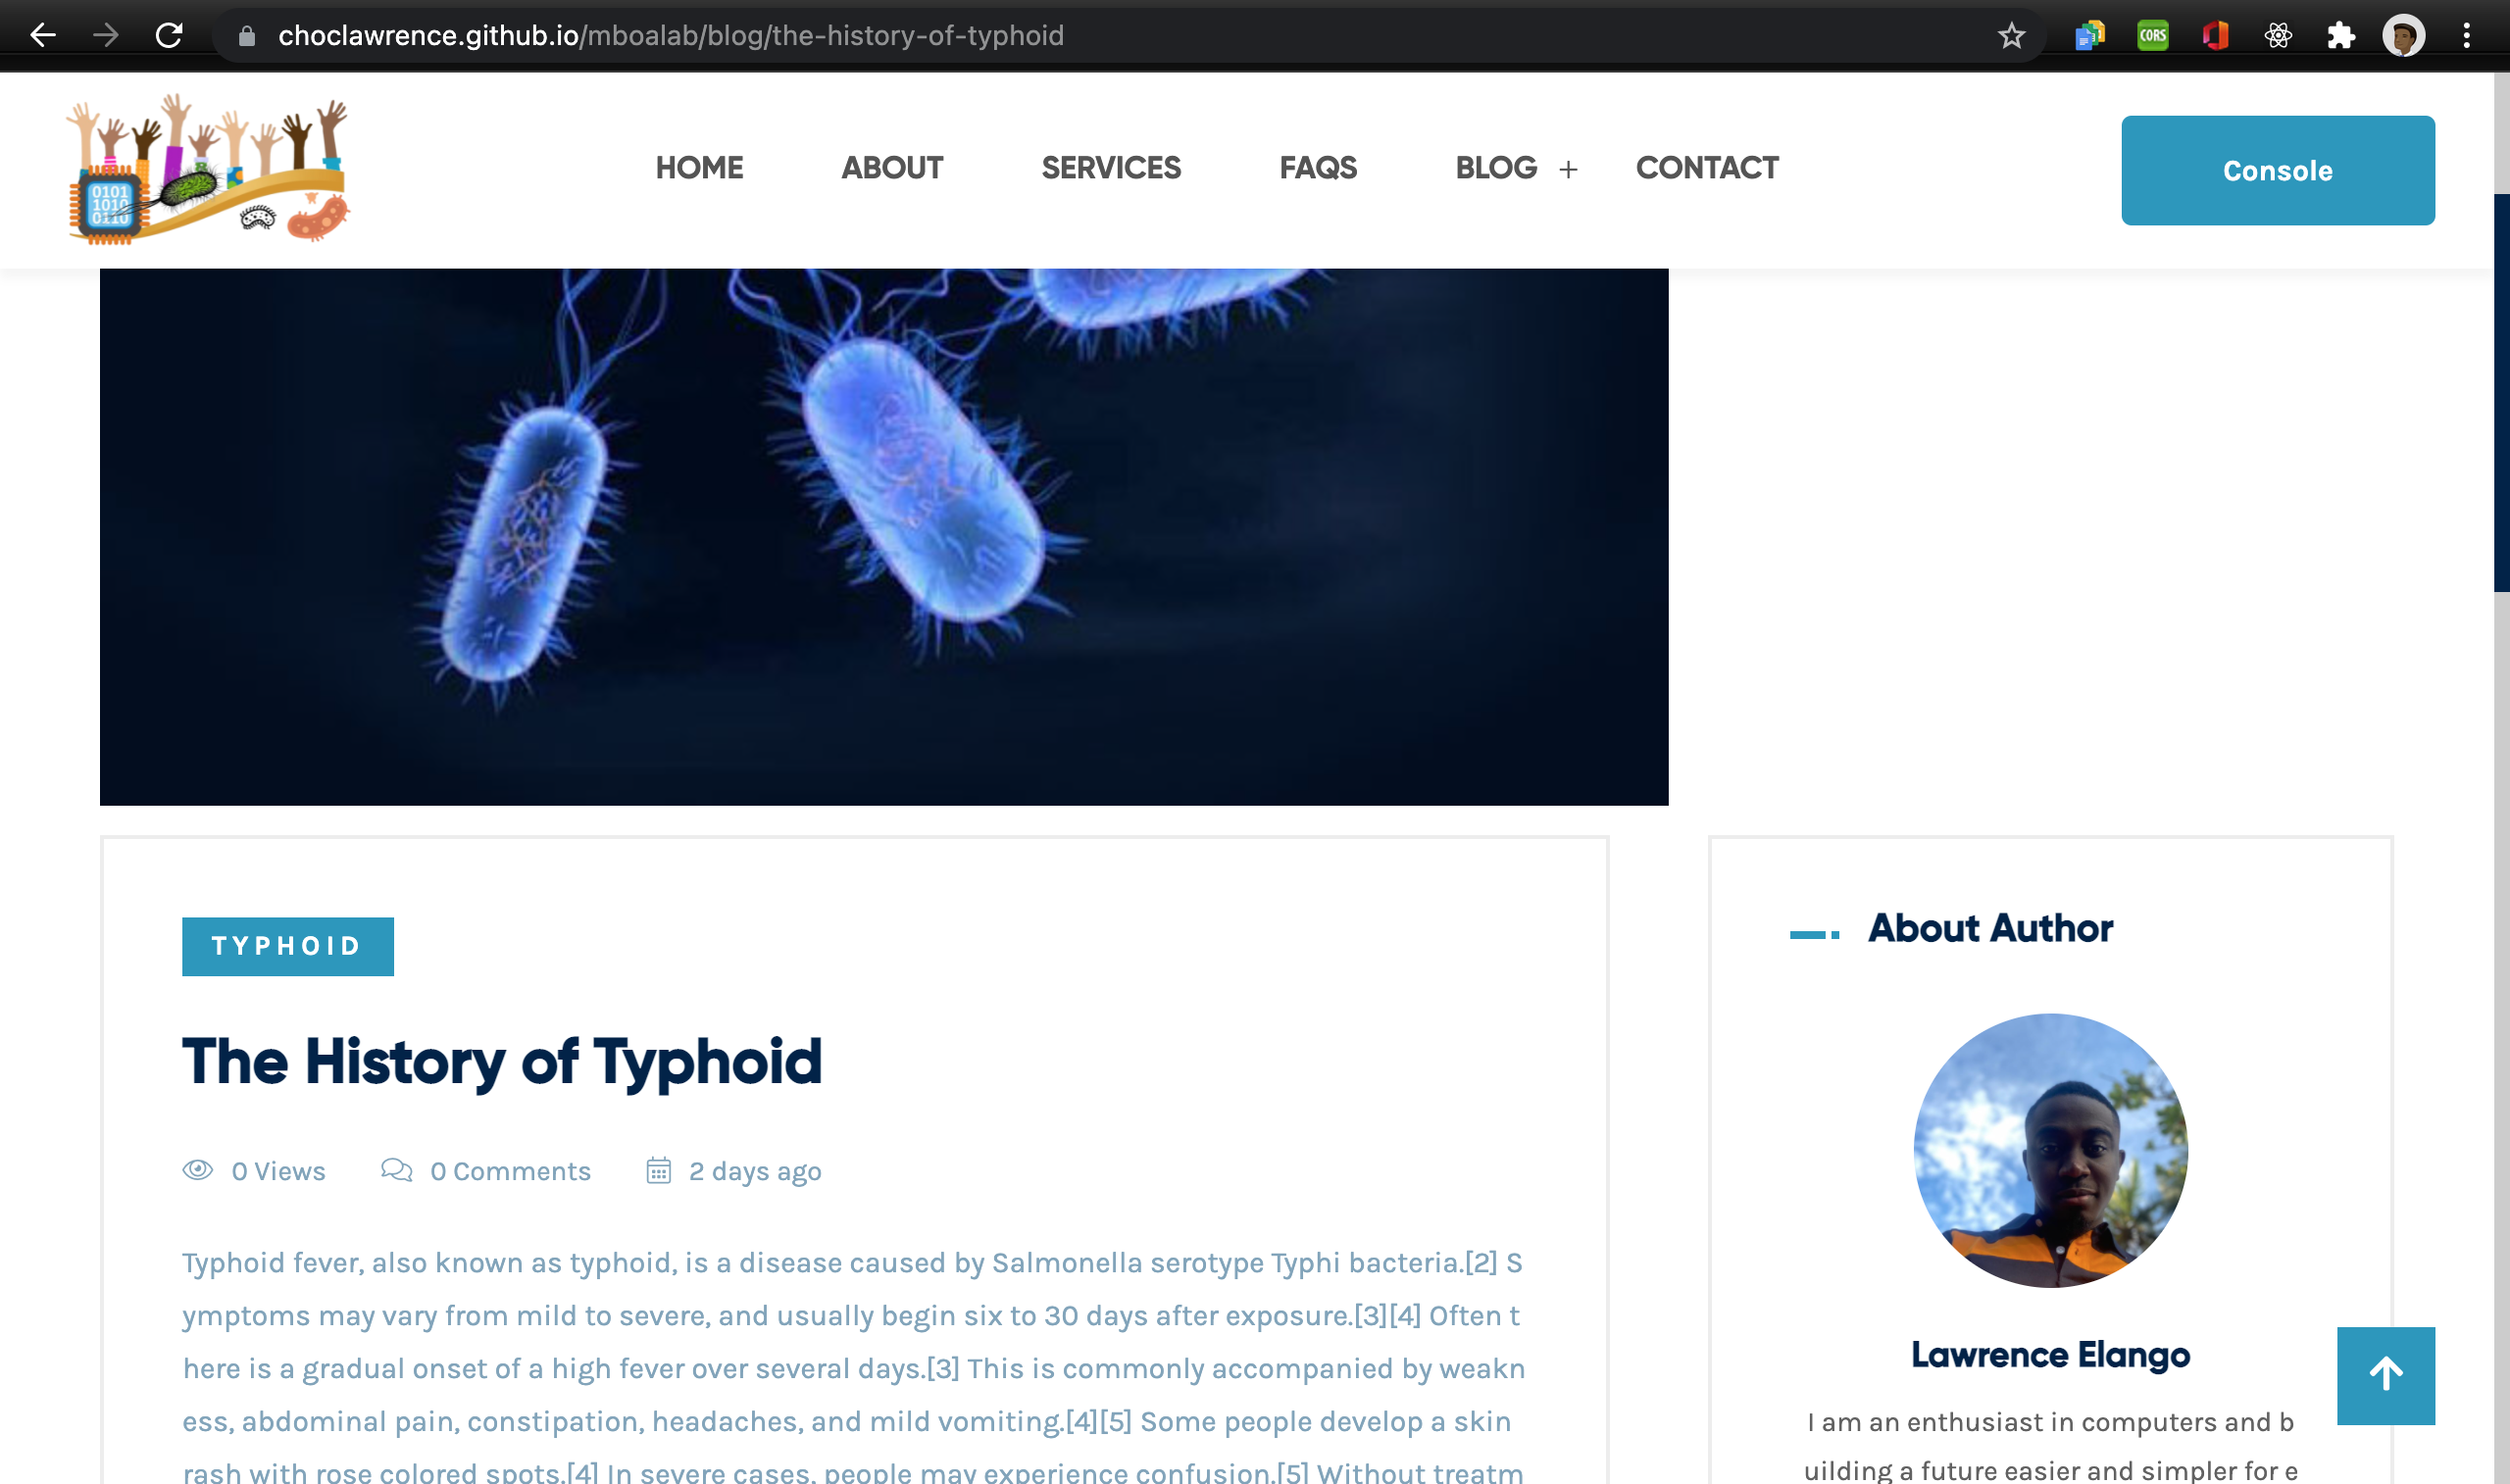 choclawrence.github.io/mboalab/blog/the-history-of-typhoid
CORS
0101
1010
0110
HOME
ABOUT
SERVICES
FAQS
BLOG +
CONTACT
Console
TYPHOID
The History of Typhoid
0 Views
0 Comments
2 days ago
Typhoid fever, also known as typhoid, is a disease caused by Salmonella serotype Typhi bacteria.[2] S
ymptoms may vary from mild to severe, and usually begin six to 30 days after exposure.[3][4] Often t
here is a gradual onset of a high fever over several days.[3] This is commonly accompanied by weakn
ess, abdominal pain, constipation, headaches, and mild vomiting.[4][5] Some people develop a skin
rash with rose colored spots.[4] In severe cases, people may experience confusion.[5] Without treatm
About Author
Lawrence Elango
I am an enthusiast in computers and b
uilding a future easier and simpler for e